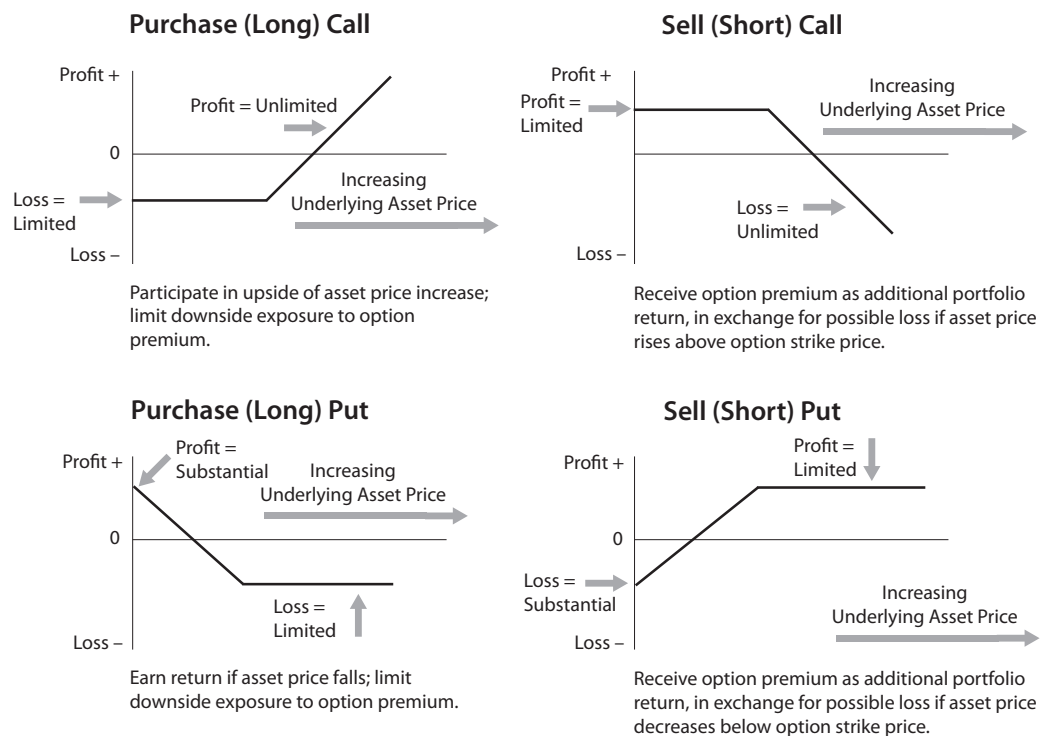 Purchase (Long) Call
Profit +
Profit = Unlimited
0
Increasing
Underlying Asset Price
Loss =
Limited
Loss –
Participate in upside of asset price increase;
limit downside exposure to option
premium.
Sell (Short) Call
Profit +
Increasing
Underlying Asset Price
Profit =
Limited
Loss =
Unlimited
Loss –
Receive option premium as additional portfolio
return, in exchange for possible loss if asset price
rises above option strike price.
Purchase (Long) Put
Profit =
Substantial
Profit +
Increasing
Underlying Asset Price
0
Loss =
Limited
Loss –
Earn return if asset price falls; limit
downside exposure to option premium.
Sell (Short) Put
Profit =
Limited
Profit +
0
Loss =
Substantial
Increasing
Underlying Asset Price
Loss –
Receive option premium as additional portfolio
return, in exchange for possible loss if asset price
decreases below option strike price.